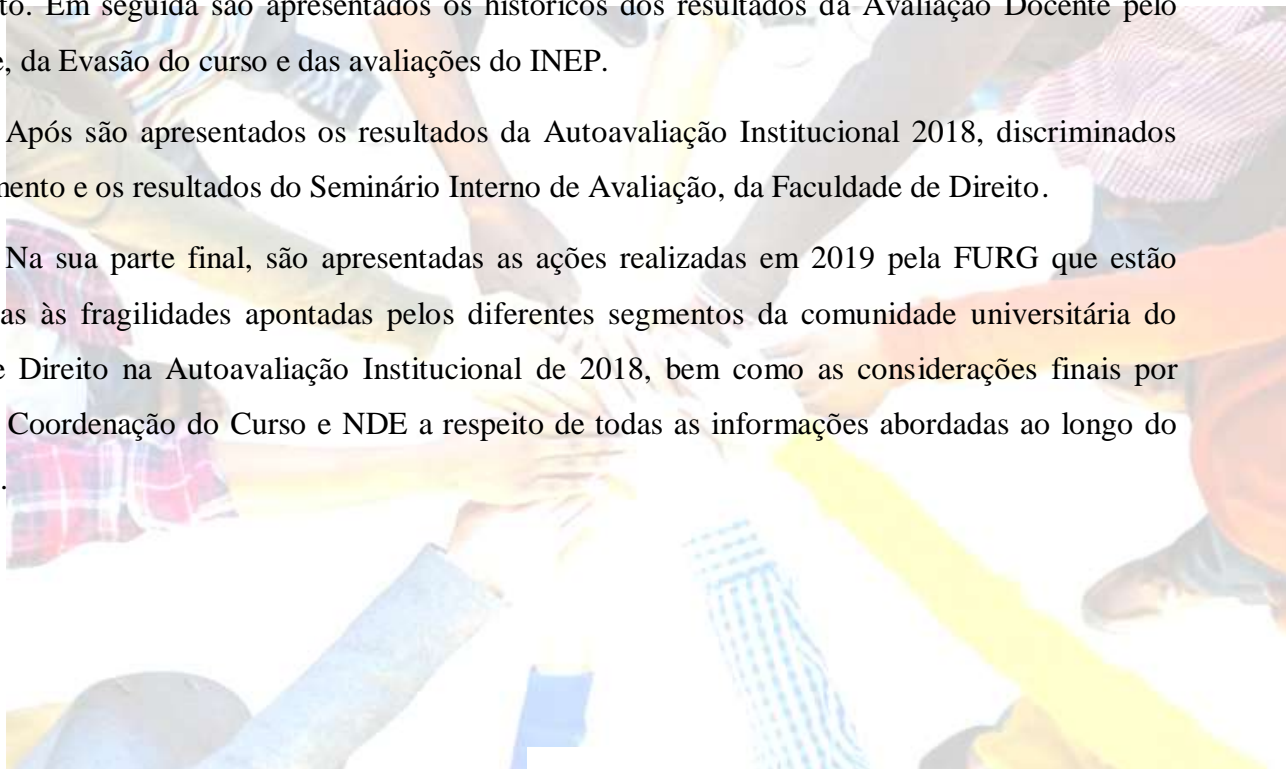 to. Em seguida são apresentados os históricos dos resultados da Avaliação Docente pelo
e, da Evasão do curso e das avaliações do INEP.
Após são apresentados os resultados da Autoavaliação Institucional 2018, discriminados
mento e os resultados do Seminário Interno de Avaliação, da Faculdade de Direito.
Na sua parte final, são apresentadas as ações realizadas em 2019 pela FURG que estão
as às fragilidades apontadas pelos diferentes segmentos da comunidade universitária do
e Direito na Autoavaliação Institucional de 2018, bem como as considerações finais por
Coordenação do Curso e NDE a respeito de todas as informações abordadas ao longo do
.